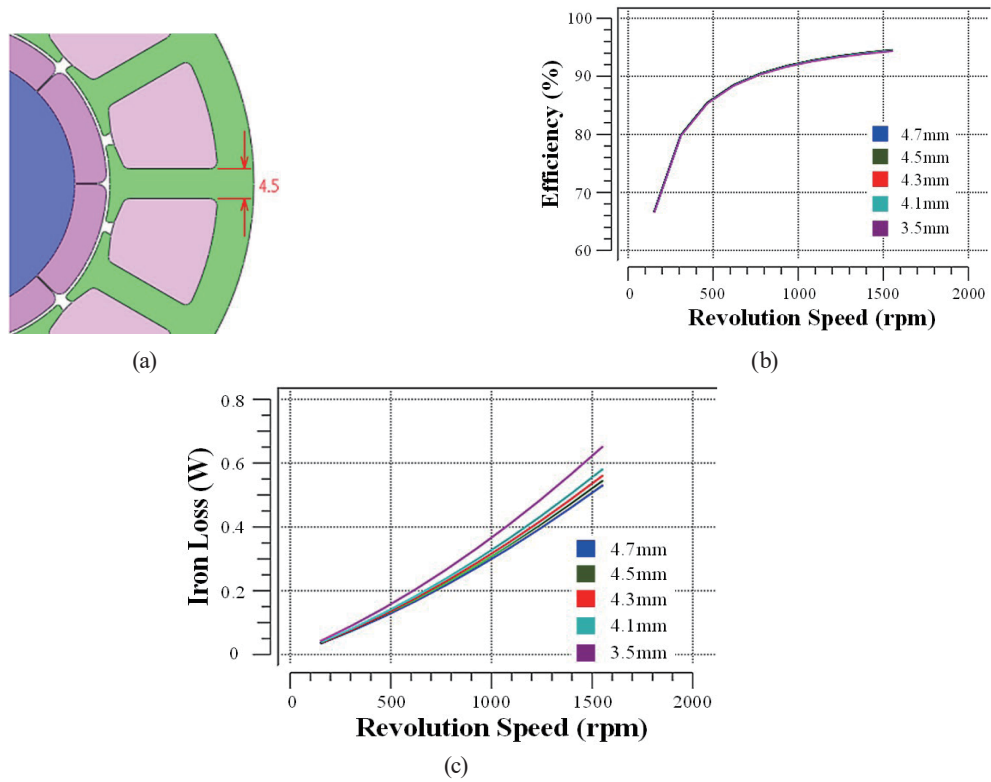 4.5
(a)
Efficiency (%)
100
90
80
70
60
4.7mm
4.5mm
4.3mm
4.1mm
3.5mm
0 500 1000 1500 2000
Revolution Speed (rpm)
(b)
Iron Loss (W)
0.8
0.6
0.4
0.2
0
4.7mm
4.5mm
4.3mm
4.1mm
3.5mm
0 500 1000 1500 2000
Revolution Speed (rpm)
(c)